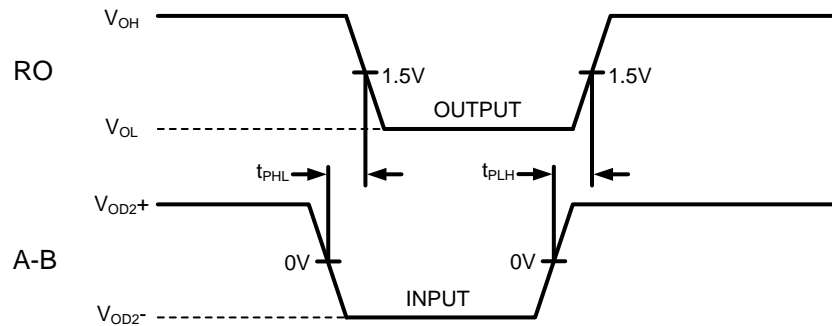 VOH
RO
1.5V
1.5V
OUTPUT
VOL
tPHL
tPLH
VOD2+
A-B
0V
0V
INPUT
VOD2-